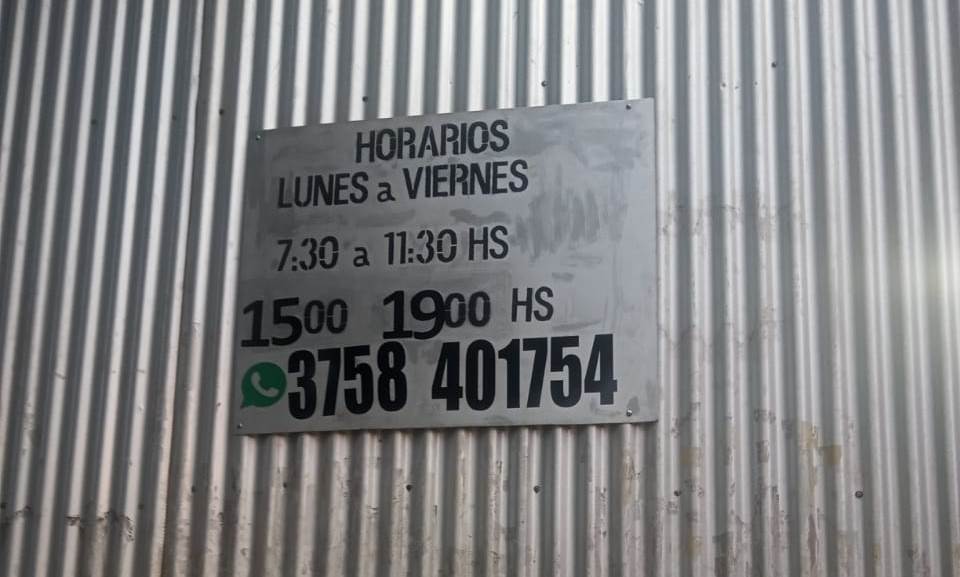 HORARIOS
LUNES a VIERNES
7:30 a 11:30 HS
1500 1900 HS
3758 401754